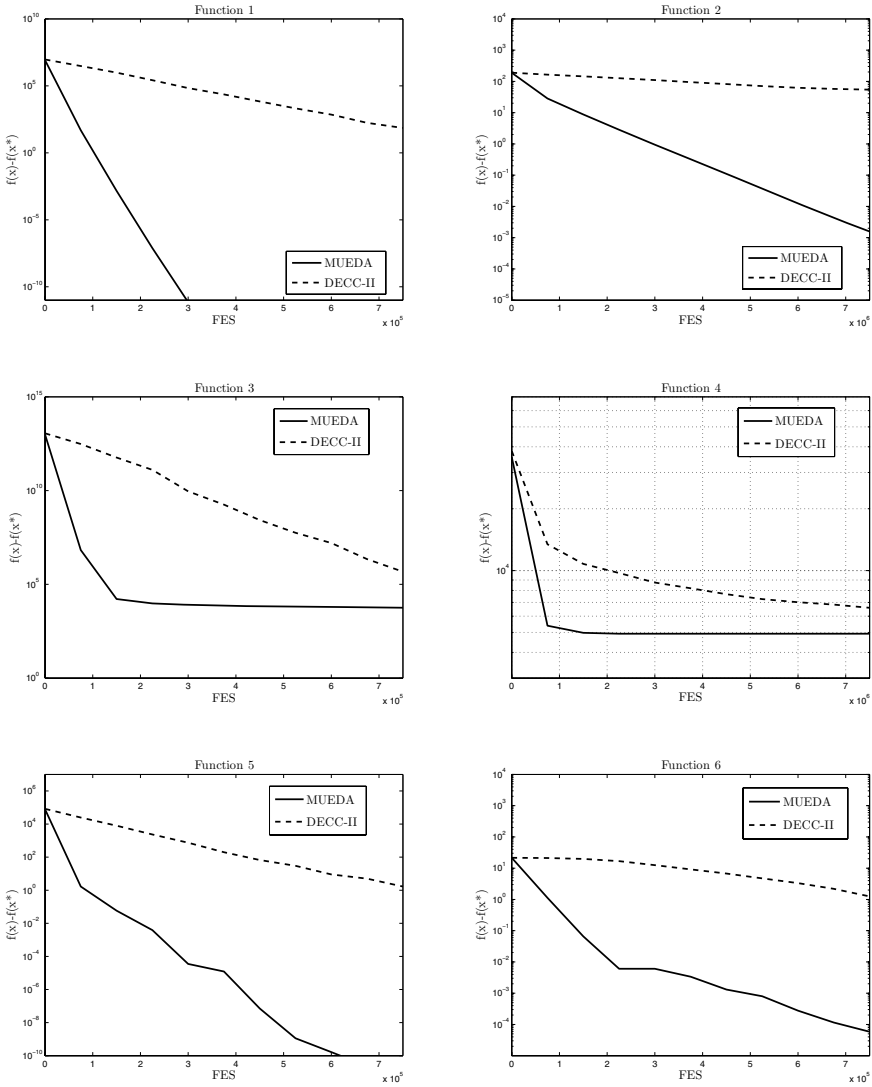 Function 1
10^10
10^5
10^0
10^−5
10^−10
f(x)-f(x*)
MUEDA
DECC-II
0 1 2 3 4 5 6 7
x 10^5
FES
Function 2
10^4
10^3
10^2
10^1
10^0
10^−1
10^−2
10^−3
10^−4
10^−5
f(x)-f(x*)
MUEDA
DECC-II
0 1 2 3 4 5 6 7
x 10^6
FES
Function 3
10^15
10^10
10^5
10^0
f(x)-f(x*)
MUEDA
DECC-II
0 1 2 3 4 5 6 7
x 10^5
FES
Function 4
10^4
f(x)-f(x*)
MUEDA
DECC-II
0 1 2 3 4 5 6 7
x 10^6
FES
Function 5
10^6
10^4
10^2
10^0
10^−2
10^−4
10^−6
10^−8
10^−10
f(x)-f(x*)
MUEDA
DECC-II
0 1 2 3 4 5 6 7
x 10^5
FES
Function 6
10^4
10^3
10^2
10^1
10^0
10^−1
10^−2
10^−3
10^−4
f(x)-f(x*)
MUEDA
DECC-II
0 1 2 3 4 5 6 7
x 10^5
FES